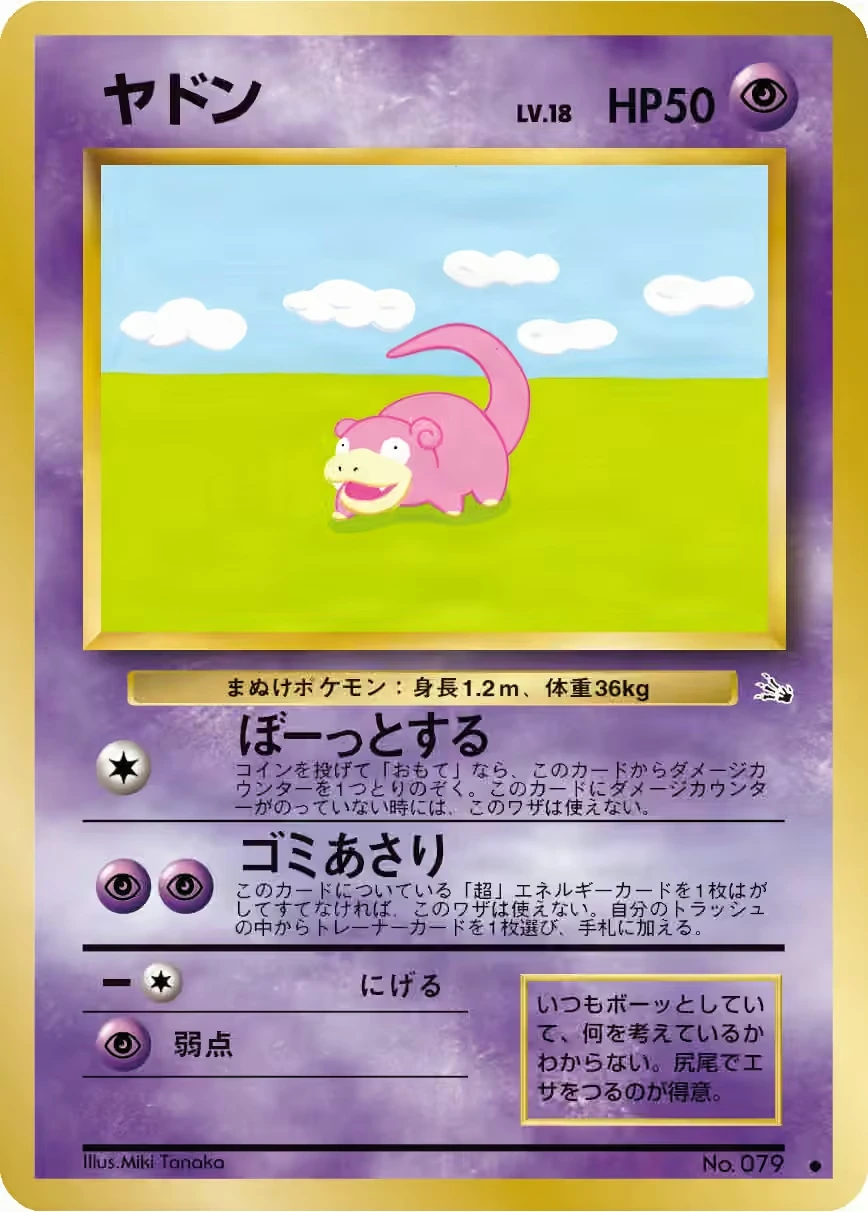 ヤドン
LV.18 HP50
まぬけポケモン：身長1.2m、体重36kg
ぼーっとする
コインを投げて「おもて」なら、このカードからダメージカ
ウンターを1つとりのぞく。このカードにダメージカウンタ
ーがのっていない時には、このワザは使えない。
ゴミあさり
このカードについている「超」エネルギーカードを1枚はが
してすてなければ、このワザは使えない。自分のトラッシュ
の中からトレーナーカードを1枚選び、手札に加える。
にげる
弱点
いつもボーッとしてい
て、何を考えているか
わからない。尻尾でエ
サをつるのが得意。
Illus.Miki Tanaka
No. 079